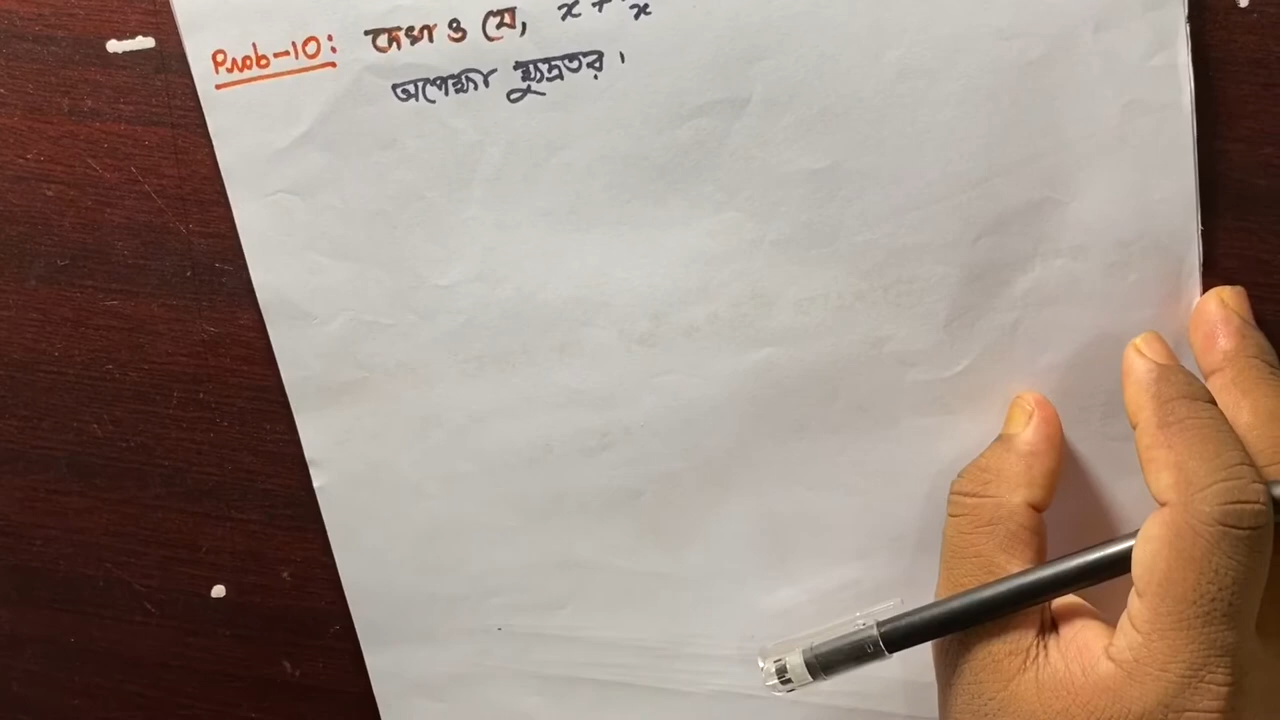 Prob-10: দেখাও যে, x +
অপেক্ষা ক্ষুদ্রতর।